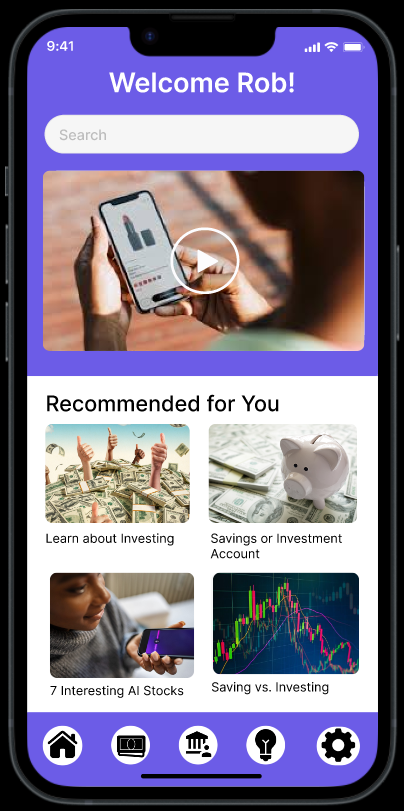 9:41
Welcome Rob!
Search
Recommended for You
Learn about Investing
Savings or Investment
Account
7 Interesting AI Stocks
Saving vs. Investing